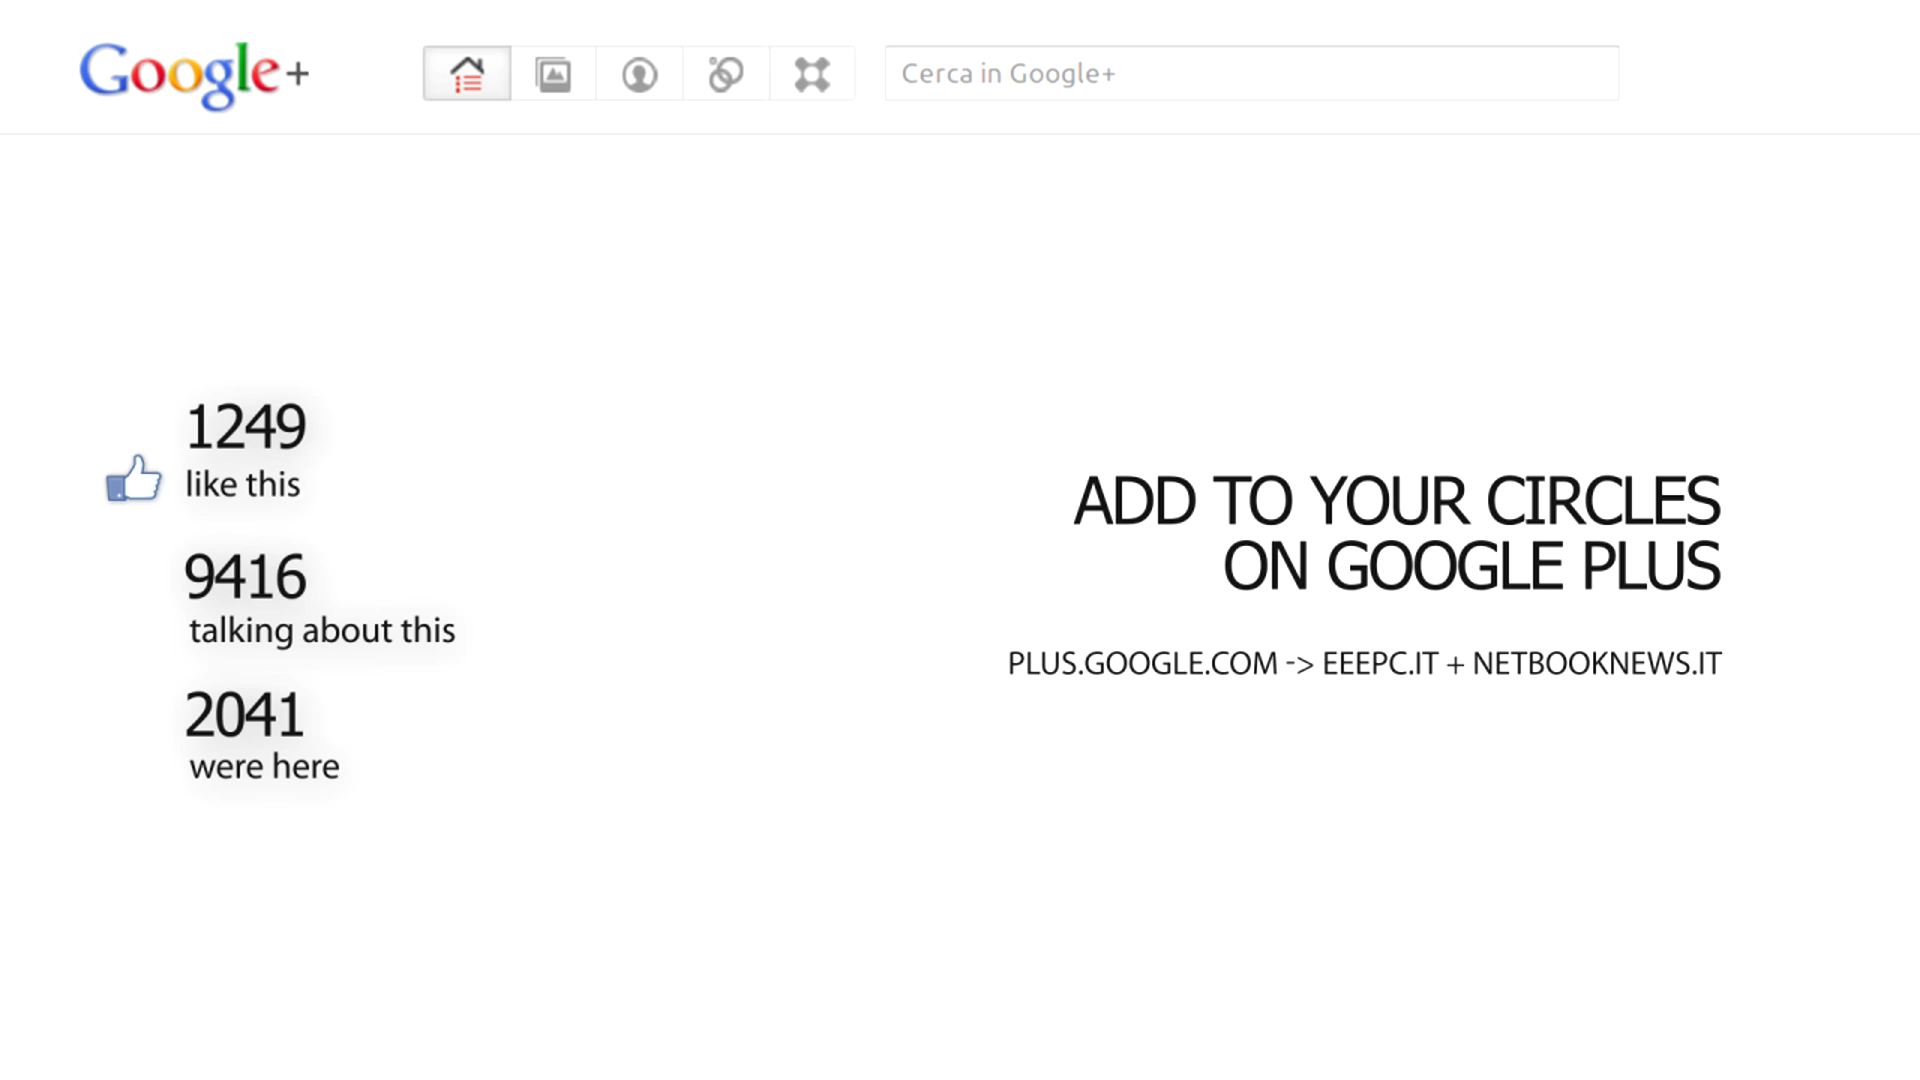 Google+
Cerca in Google+
1249
like this
9416
talking about this
2041
were here
ADD TO YOUR CIRCLES
ON GOOGLE PLUS
PLUS.GOOGLE.COM -> EEEPC.IT + NETBOOKNEWS.IT